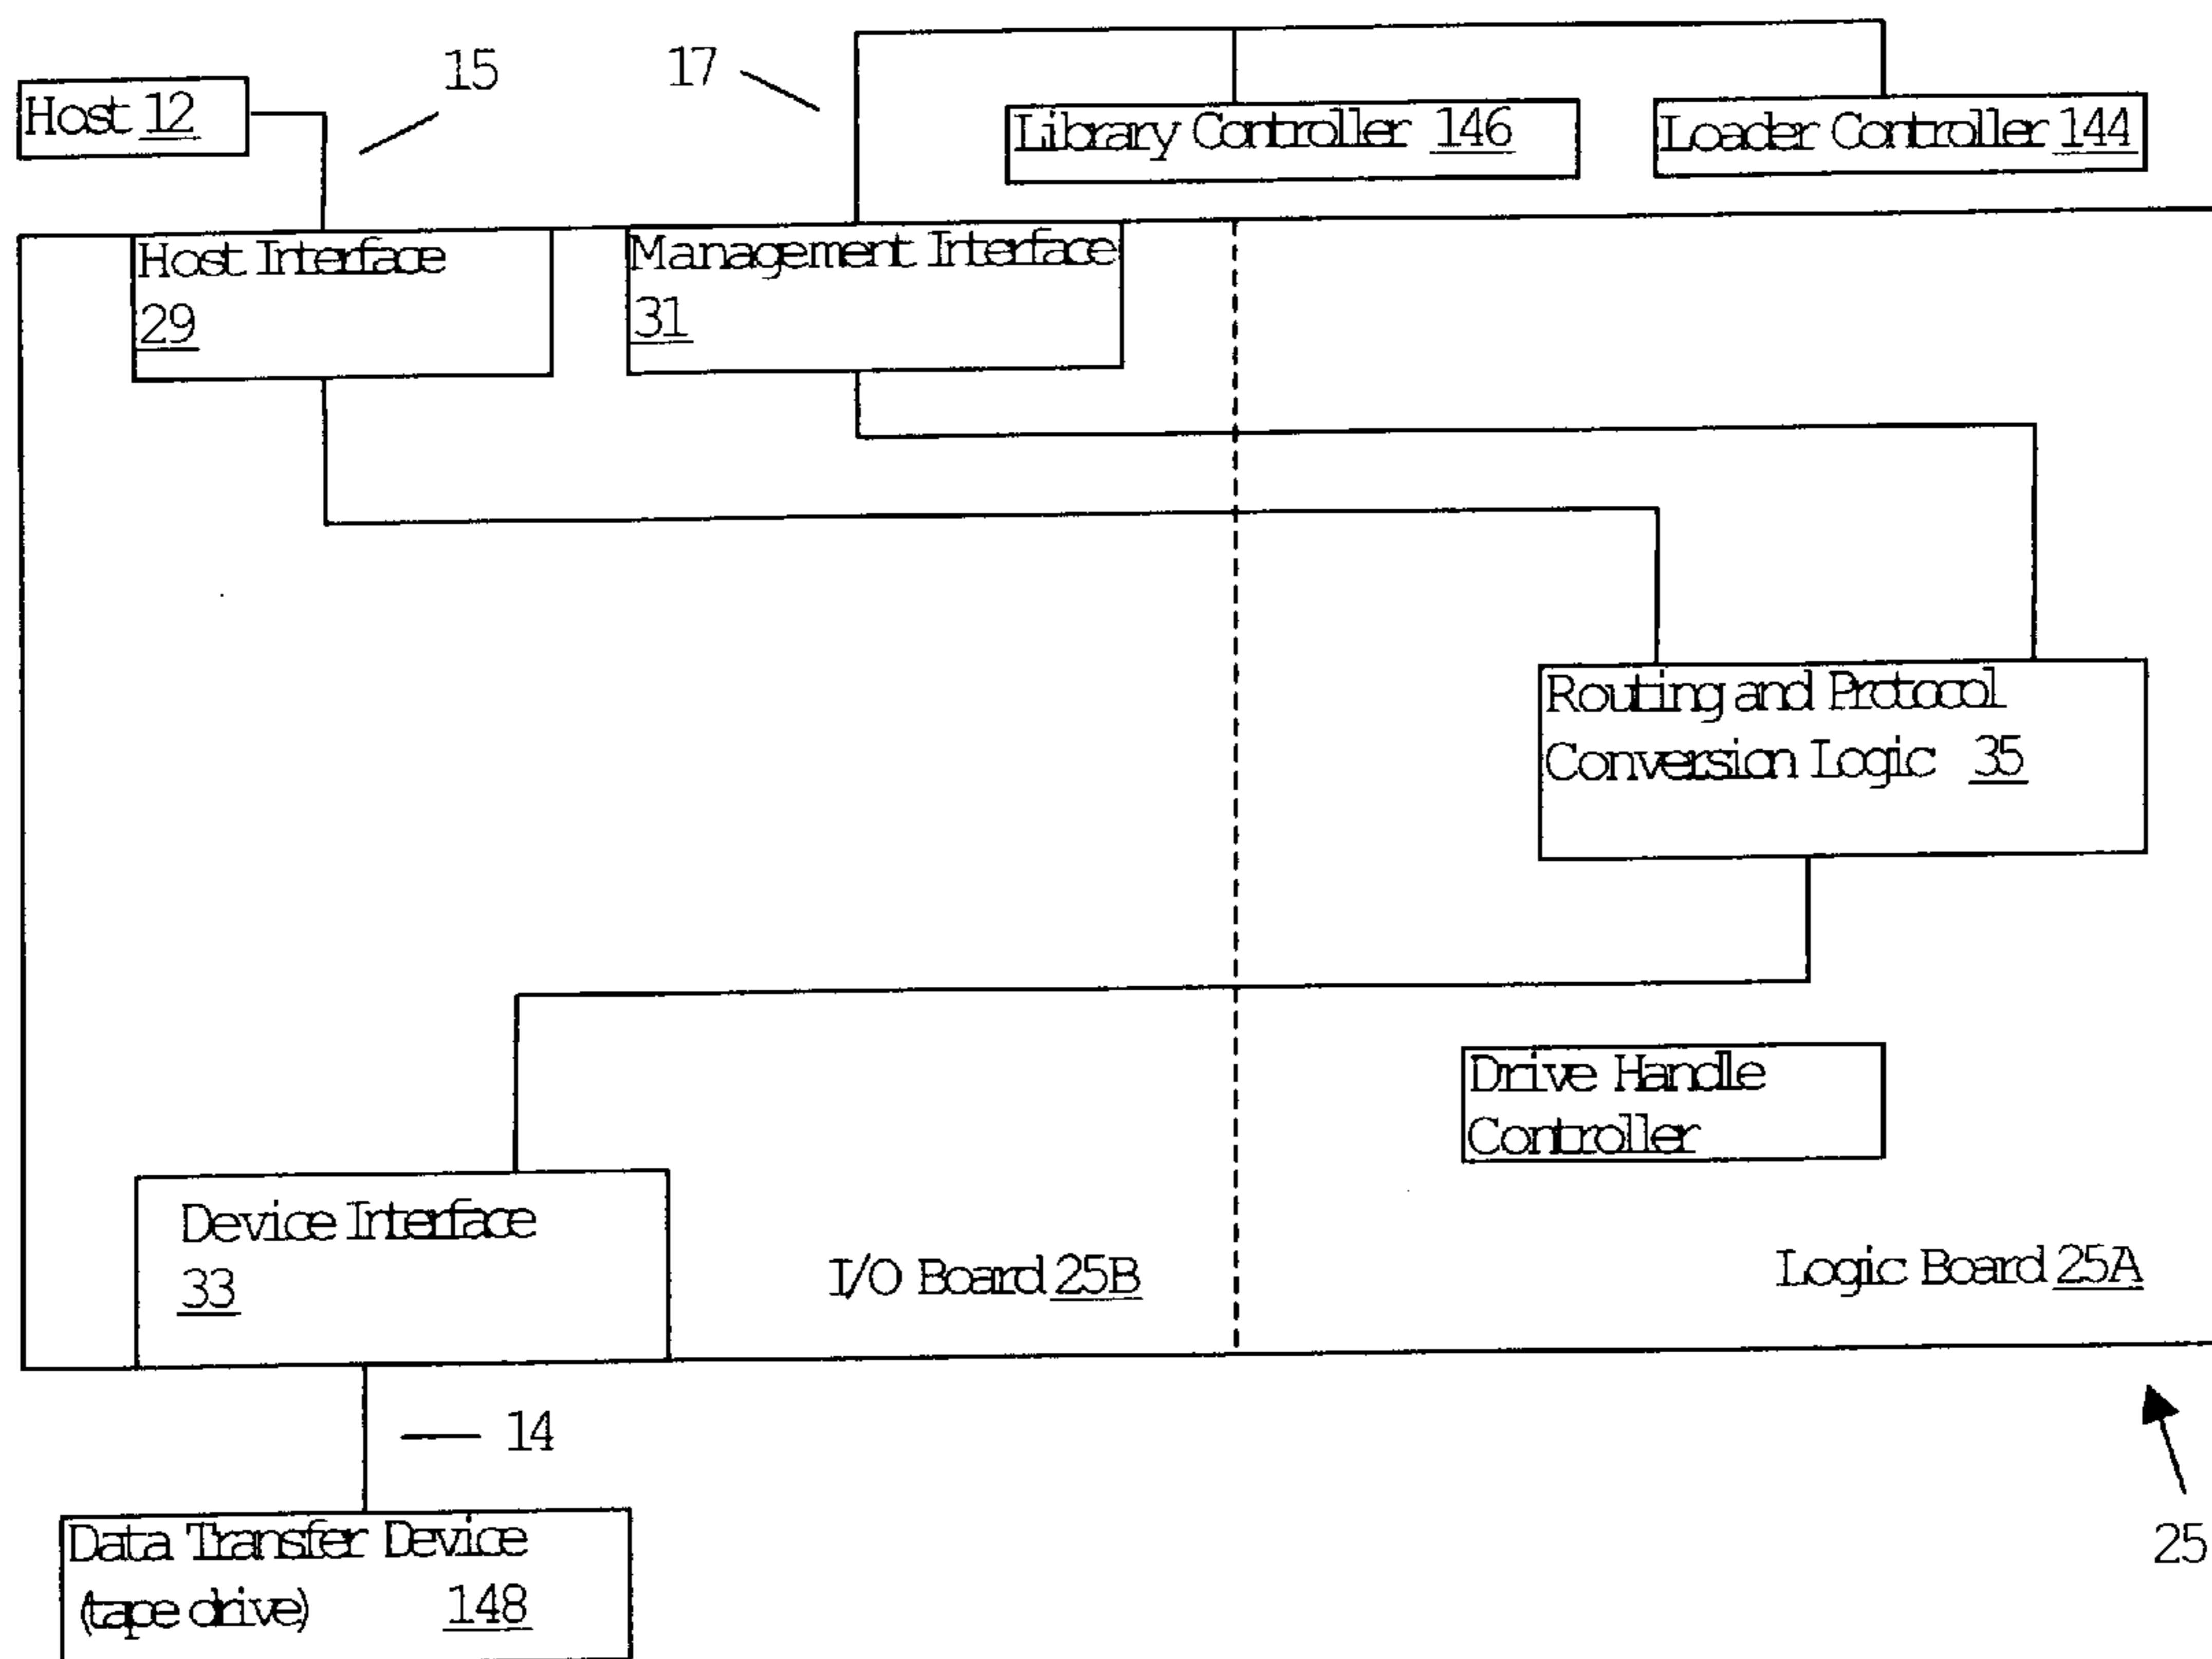 15
17
Host 12
Library Controller 146
Loader Controller 144
Host Interface
29
Management Interface
31
Routing and Protocol
Conversion Logic 35
Drive Handle
Controller
Device Interface
33
I/O Board 25B
Logic Board 25A
14
25
Data Transfer Device
(tape drive) 148